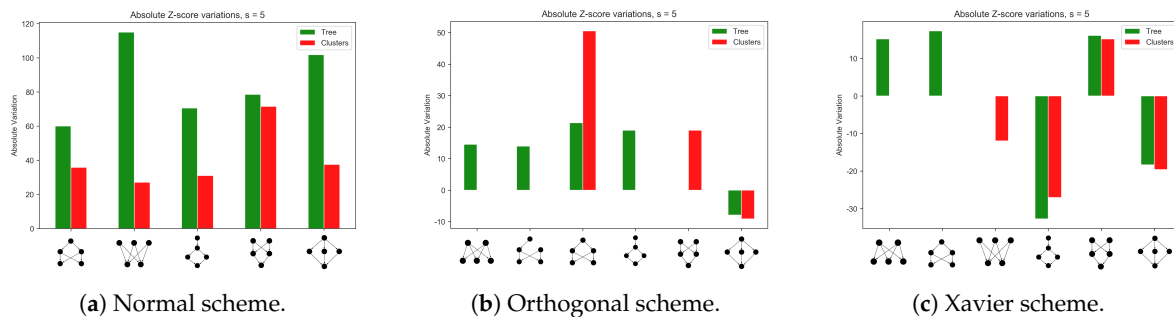 Absolute Z-score variations, s = 5
Absolute Variation
120
100
80
60
40
20
0
Tree
Clusters
(a) Normal scheme.
Absolute Z-score variations, s = 5
Absolute Variation
50
40
30
20
10
0
-10
Tree
Clusters
(b) Orthogonal scheme.
Absolute Z-score variations, s = 5
Absolute Variation
10
0
-10
-20
-30
Tree
Clusters
(c) Xavier scheme.